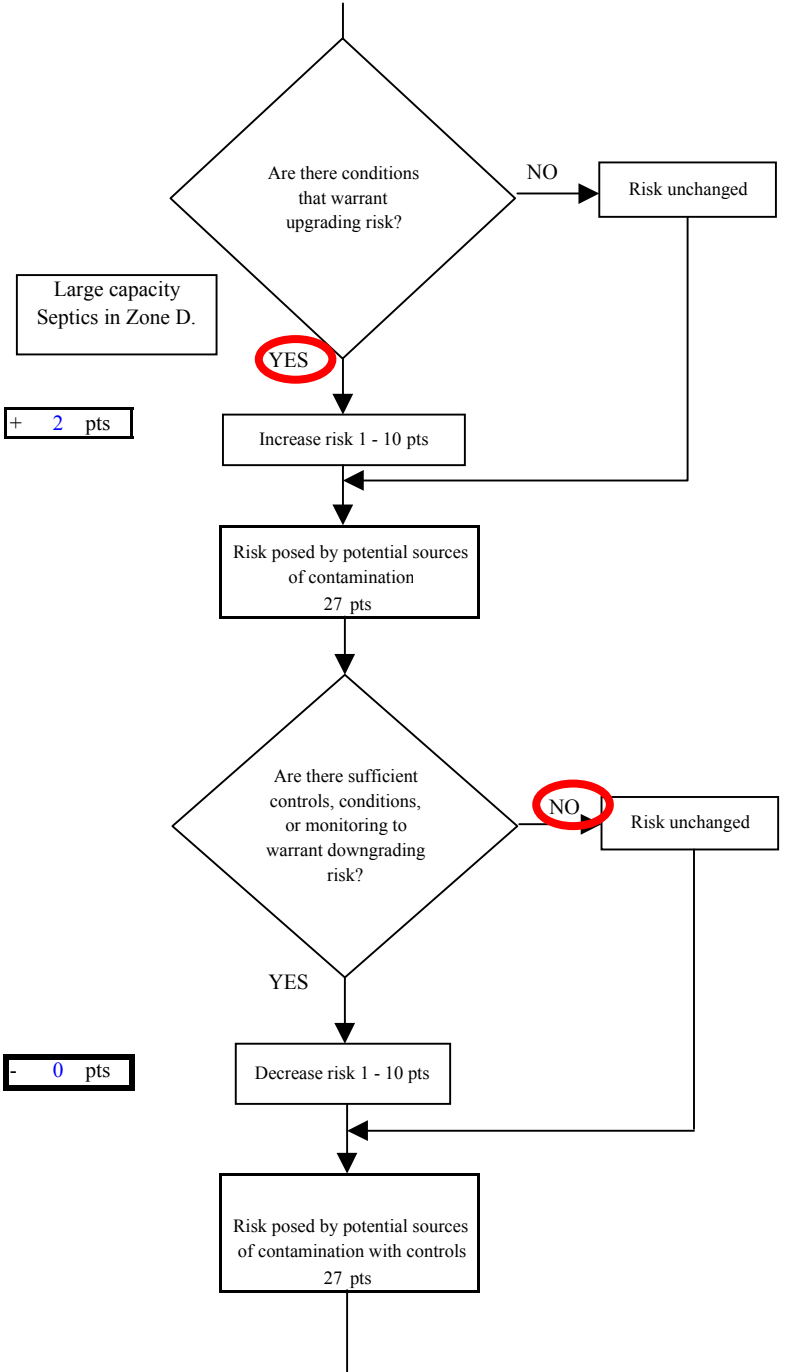 Are there conditions
that warrant
upgrading risk?
NO
Risk unchanged
Large capacity
Septics in Zone D.
YES
+ 2 pts
Increase risk 1 - 10 pts
Risk posed by potential sources
of contamination
27 pts
Are there sufficient
controls, conditions,
or monitoring to
warrant downgrading
risk?
NO
Risk unchanged
YES
- 0 pts
Decrease risk 1 - 10 pts
Risk posed by potential sources
of contamination with controls
27 pts